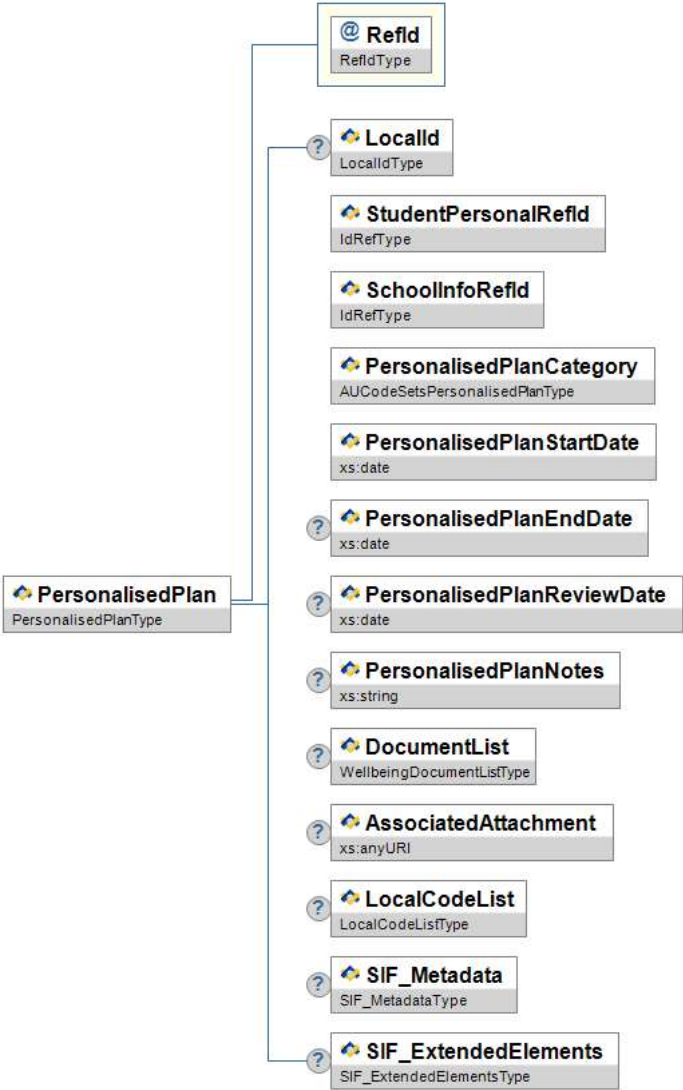 @ RefId
RefIdType
? LocalId
LocalIdType
StudentPersonalRefId
IdRefType
SchoolInfoRefId
IdRefType
PersonalisedPlanCategory
AUCodeSetsPersonalisedPlanType
PersonalisedPlanStartDate
xs:date
? PersonalisedPlanEndDate
xs:date
PersonalisedPlan
PersonalisedPlanType
? PersonalisedPlanReviewDate
xs:date
? PersonalisedPlanNotes
xs:string
? DocumentList
WellbeingDocumentListType
? AssociatedAttachment
xs:anyURI
? LocalCodeList
LocalCodeListType
? SIF_Metadata
SIF_MetadataType
? SIF_ExtendedElements
SIF_ExtendedElementsType